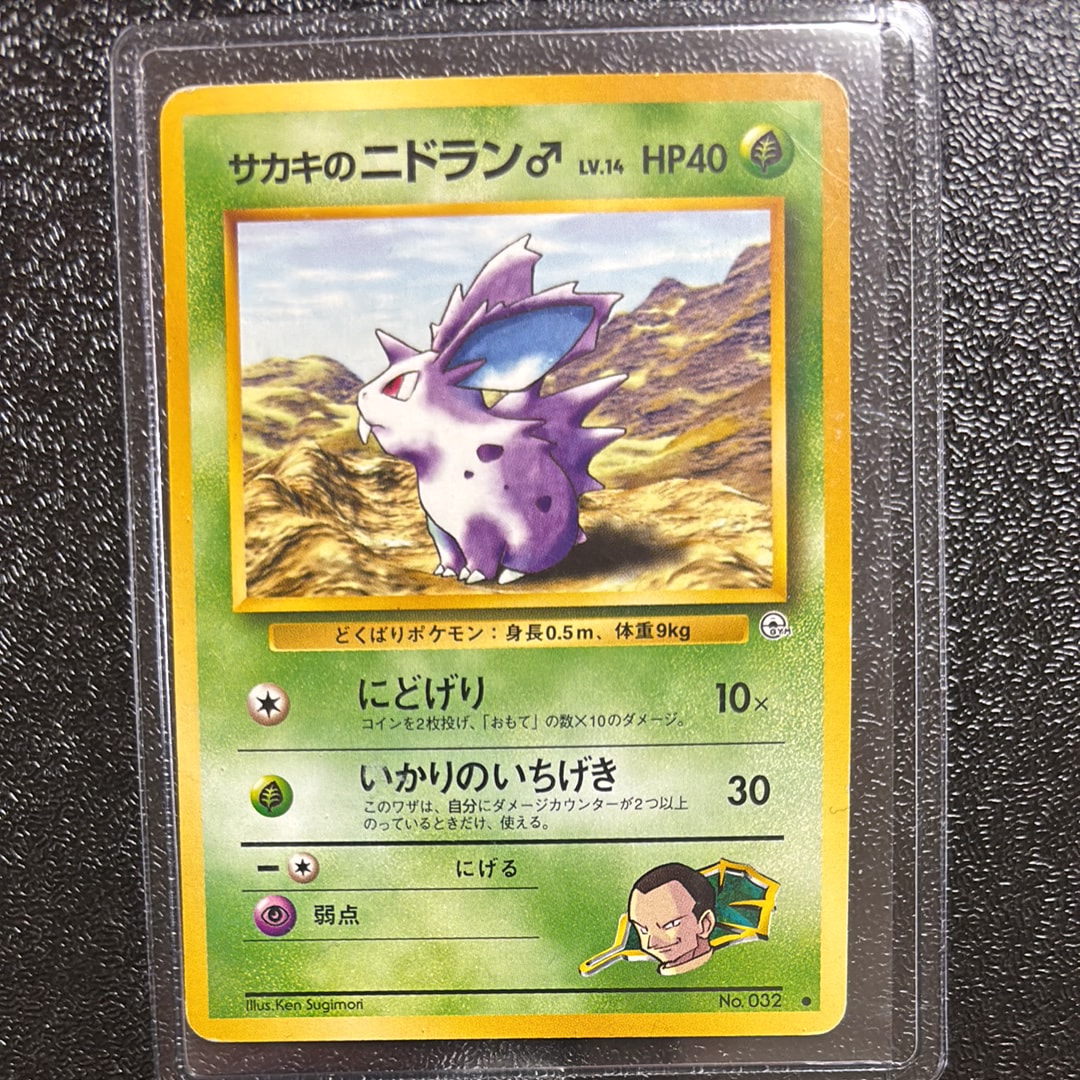 サカキのニドラン♂ LV.14 HP40
どくばりポケモン：身長0.5m、体重9kg
GYM
にどげり 10×
コインを2枚投げ、「おもて」の数×10のダメージ。
いかりのいちげき 30
このワザは、自分にダメージカウンターが2つ以上
のっているときだけ、使える。
ー にげる
弱点
Illus.Ken Sugimori No. 032 ●